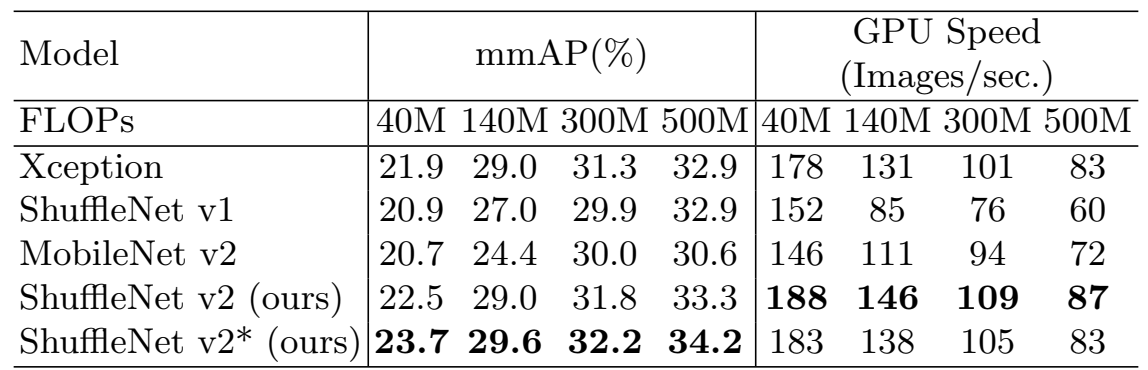 Model mmAP(%) GPU Speed
(Images/sec.)
FLOPs 40M 140M 300M 500M 40M 140M 300M 500M
Xception 21.9 29.0 31.3 32.9 178 131 101 83
ShuffleNet v1 20.9 27.0 29.9 32.9 152 85 76 60
MobileNet v2 20.7 24.4 30.0 30.6 146 111 94 72
ShuffleNet v2 (ours) 22.5 29.0 31.8 33.3 188 146 109 87
ShuffleNet v2* (ours) 23.7 29.6 32.2 34.2 183 138 105 83